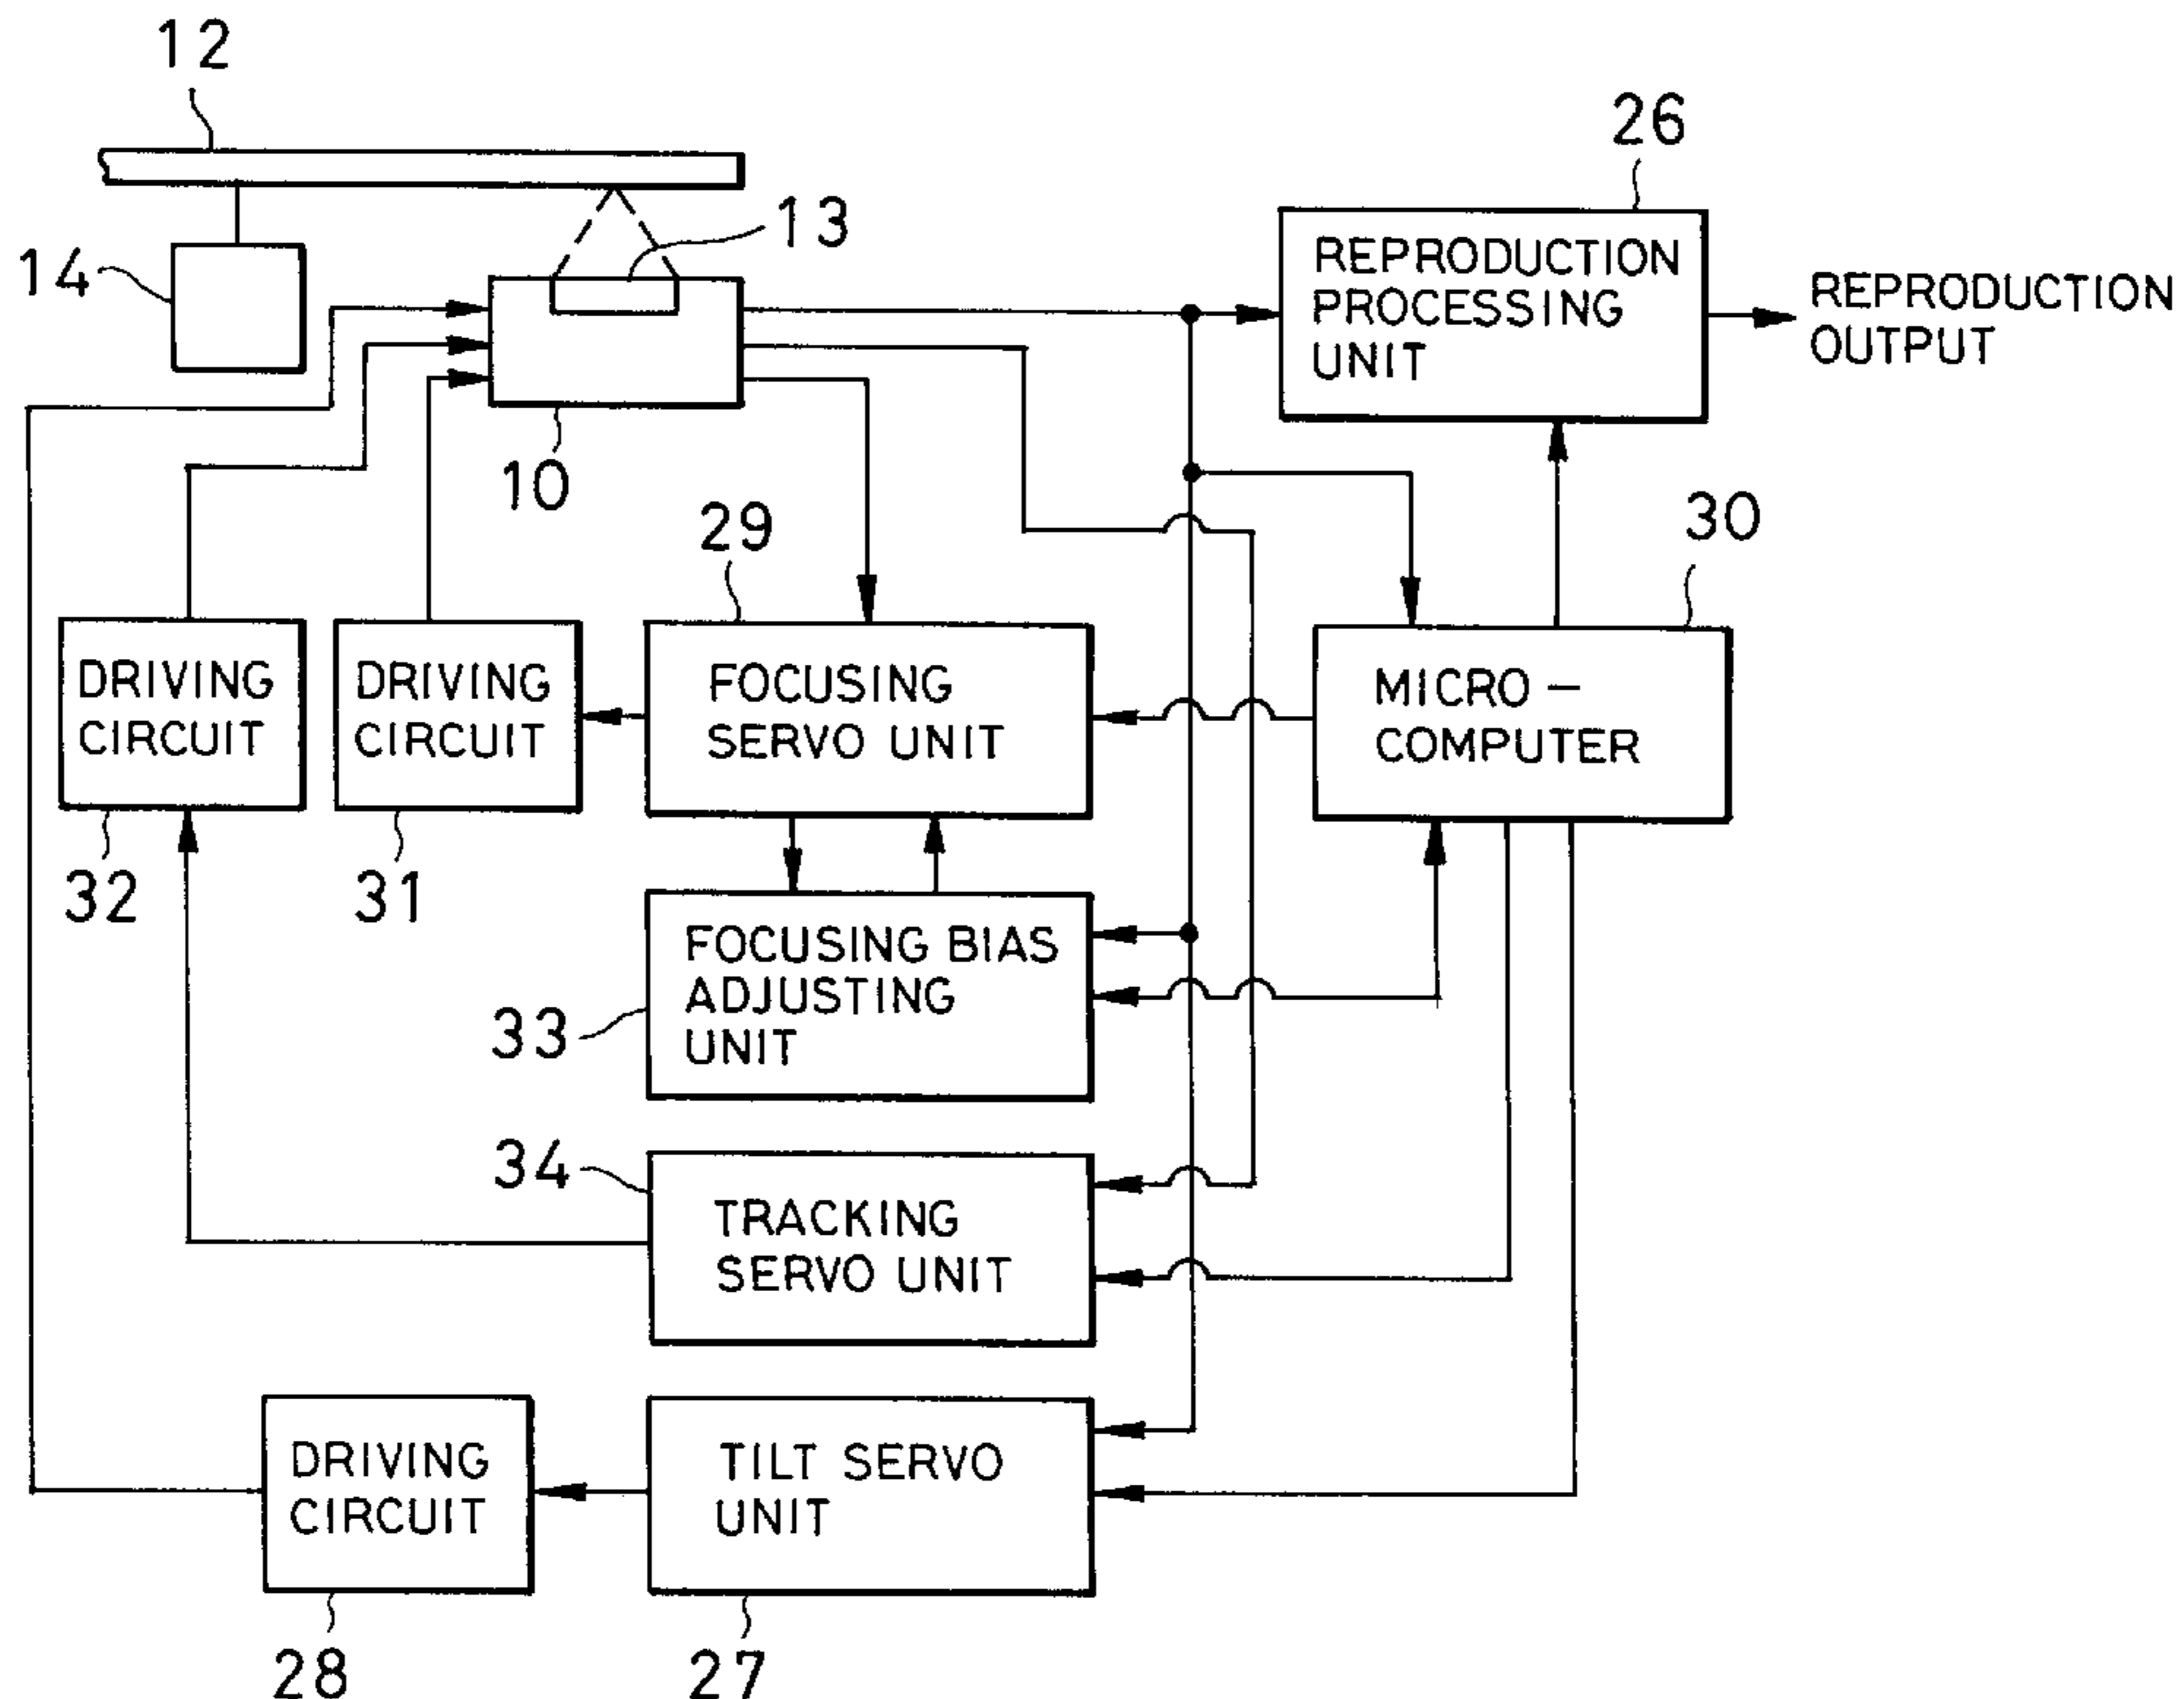 12
26
13
14
REPRODUCTION
PROCESSING
UNIT
REPRODUCTION
OUTPUT
10
29
30
DRIVING
CIRCUIT
DRIVING
CIRCUIT
FOCUSING
SERVO UNIT
MICRO-
COMPUTER
32
31
FOCUSING BIAS
ADJUSTING
UNIT
33
34
TRACKING
SERVO UNIT
DRIVING
CIRCUIT
TILT SERVO
UNIT
28
27